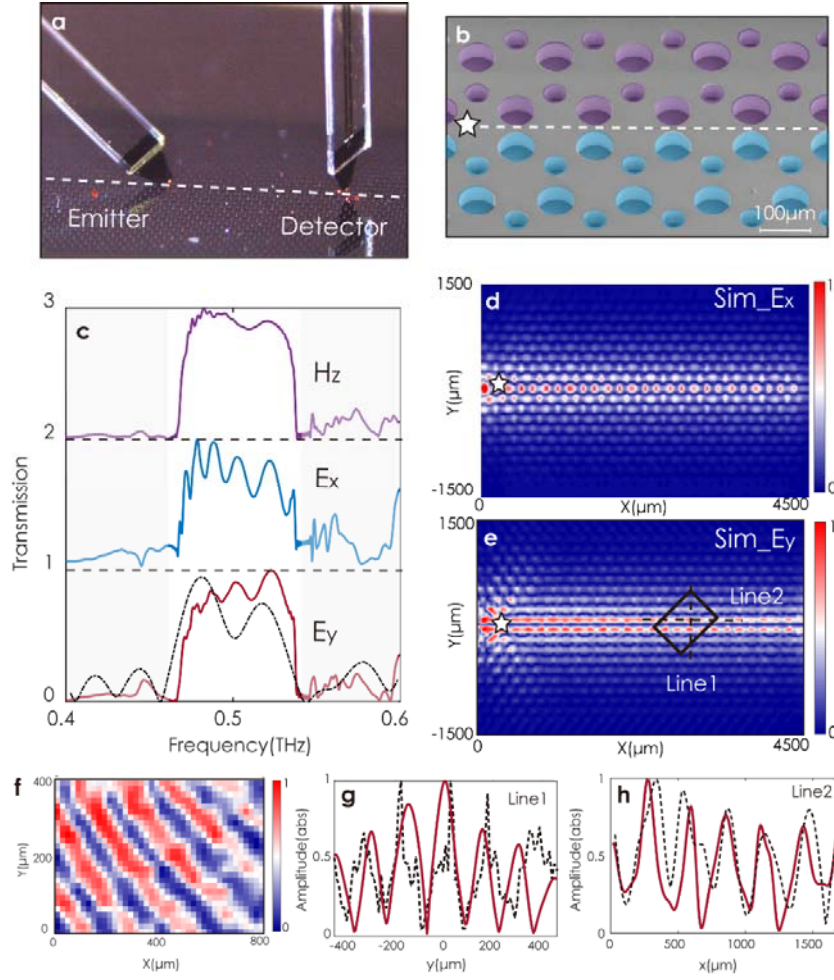 a
Emitter
Detector
b
100µm
c
3
2
1
0
Transmission
Hz
Ex
Ey
0.4
0.5
0.6
Frequency(THz)
d
Sim_Ex
1500
-1500
Y(µm)
0
X(µm)
4500
1
0
e
Sim_Ey
1500
-1500
Y(µm)
Line2
Line1
0
X(µm)
4500
1
0
f
400
200
0
Y(µm)
0
400
800
X(µm)
1
0
g
Line1
1
0.5
0
Amplitude(abs)
-400
-200
0
200
400
y(µm)
h
Line2
1
0.5
0
Amplitude(abs)
0
500
1000
1500
x(µm)